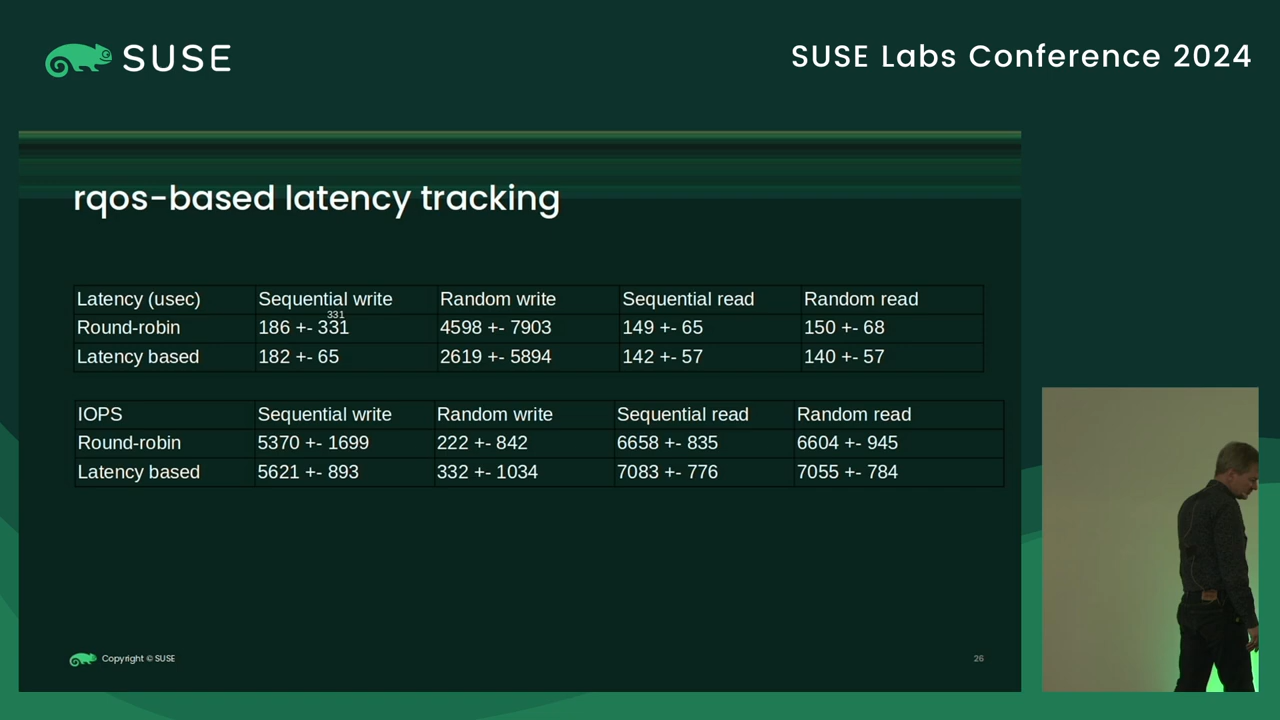 SUSE
SUSE Labs Conference 2024
rqos-based latency tracking
Latency (usec) Sequential write Random write Sequential read Random read
331
Round-robin 186 +- 331 4598 +- 7903 149 +- 65 150 +- 68
Latency based 182 +- 65 2619 +- 5894 142 +- 57 140 +- 57
IOPS Sequential write Random write Sequential read Random read
Round-robin 5370 +- 1699 222 +- 842 6658 +- 835 6604 +- 945
Latency based 5621 +- 893 332 +- 1034 7083 +- 776 7055 +- 784
Copyright © SUSE
26